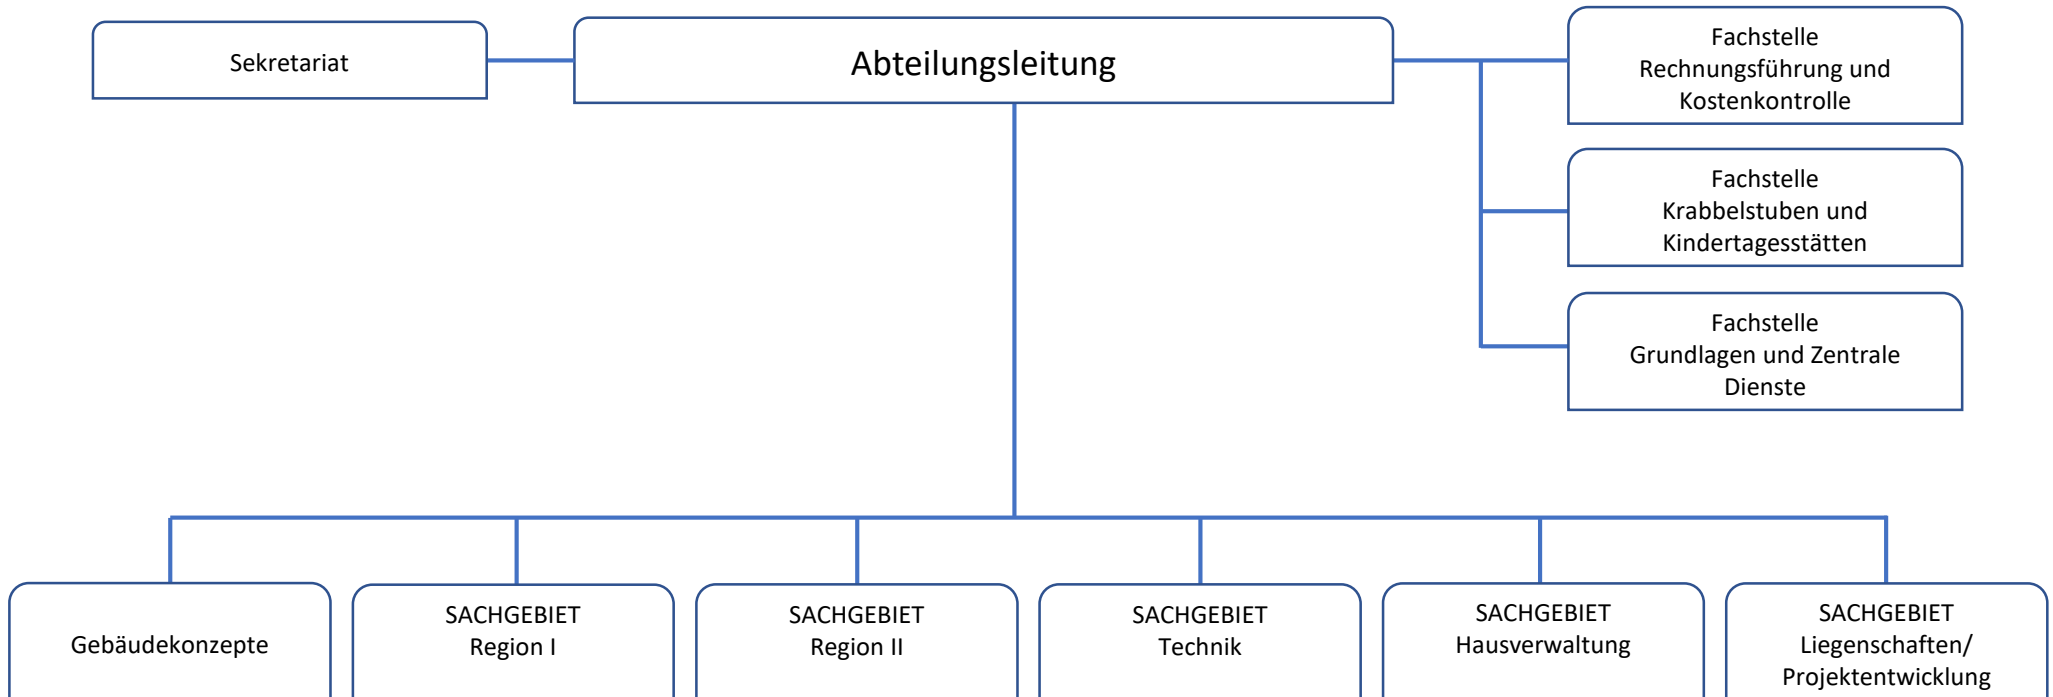 Sekretariat
Abteilungsleitung
Fachstelle
Rechnungsführung und
Kostenkontrolle
Fachstelle
Krabbelstuben und
Kindertagesstätten
Fachstelle
Grundlagen und Zentrale
Dienste
Gebäudekonzepte
SACHGEBIET
Region I
SACHGEBIET
Region II
SACHGEBIET
Technik
SACHGEBIET
Hausverwaltung
SACHGEBIET
Liegenschaften/
Projektentwicklung